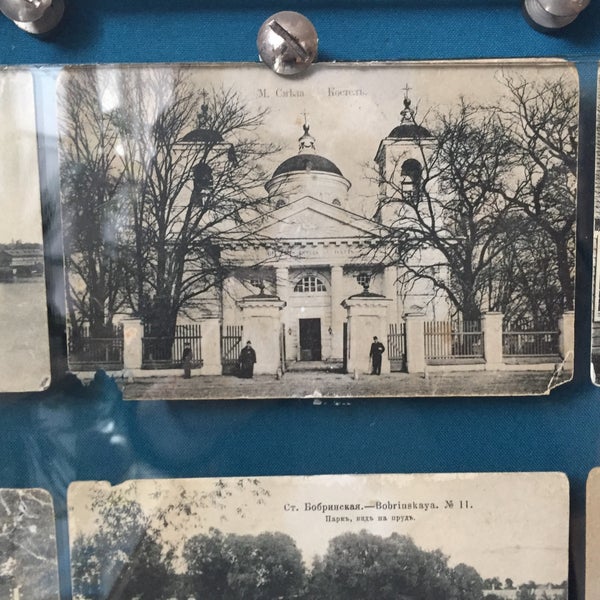 М. Смѣла Костелъ.
Ст. Бобринская.—Bobrinskaya. № 11.
Паркъ, видъ на прудъ.